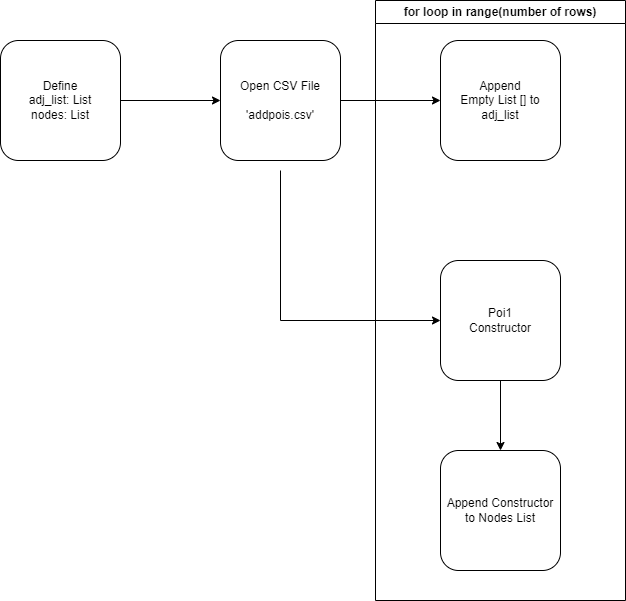 for loop in range(number of rows)
Define
adj_list: List
nodes: List
Open CSV File
'addpois.csv'
Append
Empty List [] to
adj_list
Poi1
Constructor
Append Constructor
to Nodes List